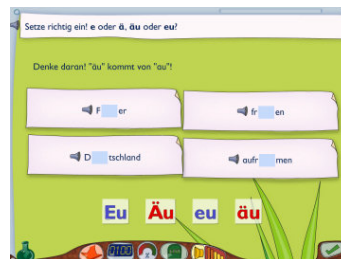 Setze richtig ein! e oder ä, äu oder eu?
Denke daran! "äu" kommt von "au"!
F er
fr en
D tschland
aufr men
Eu Äu eu äu